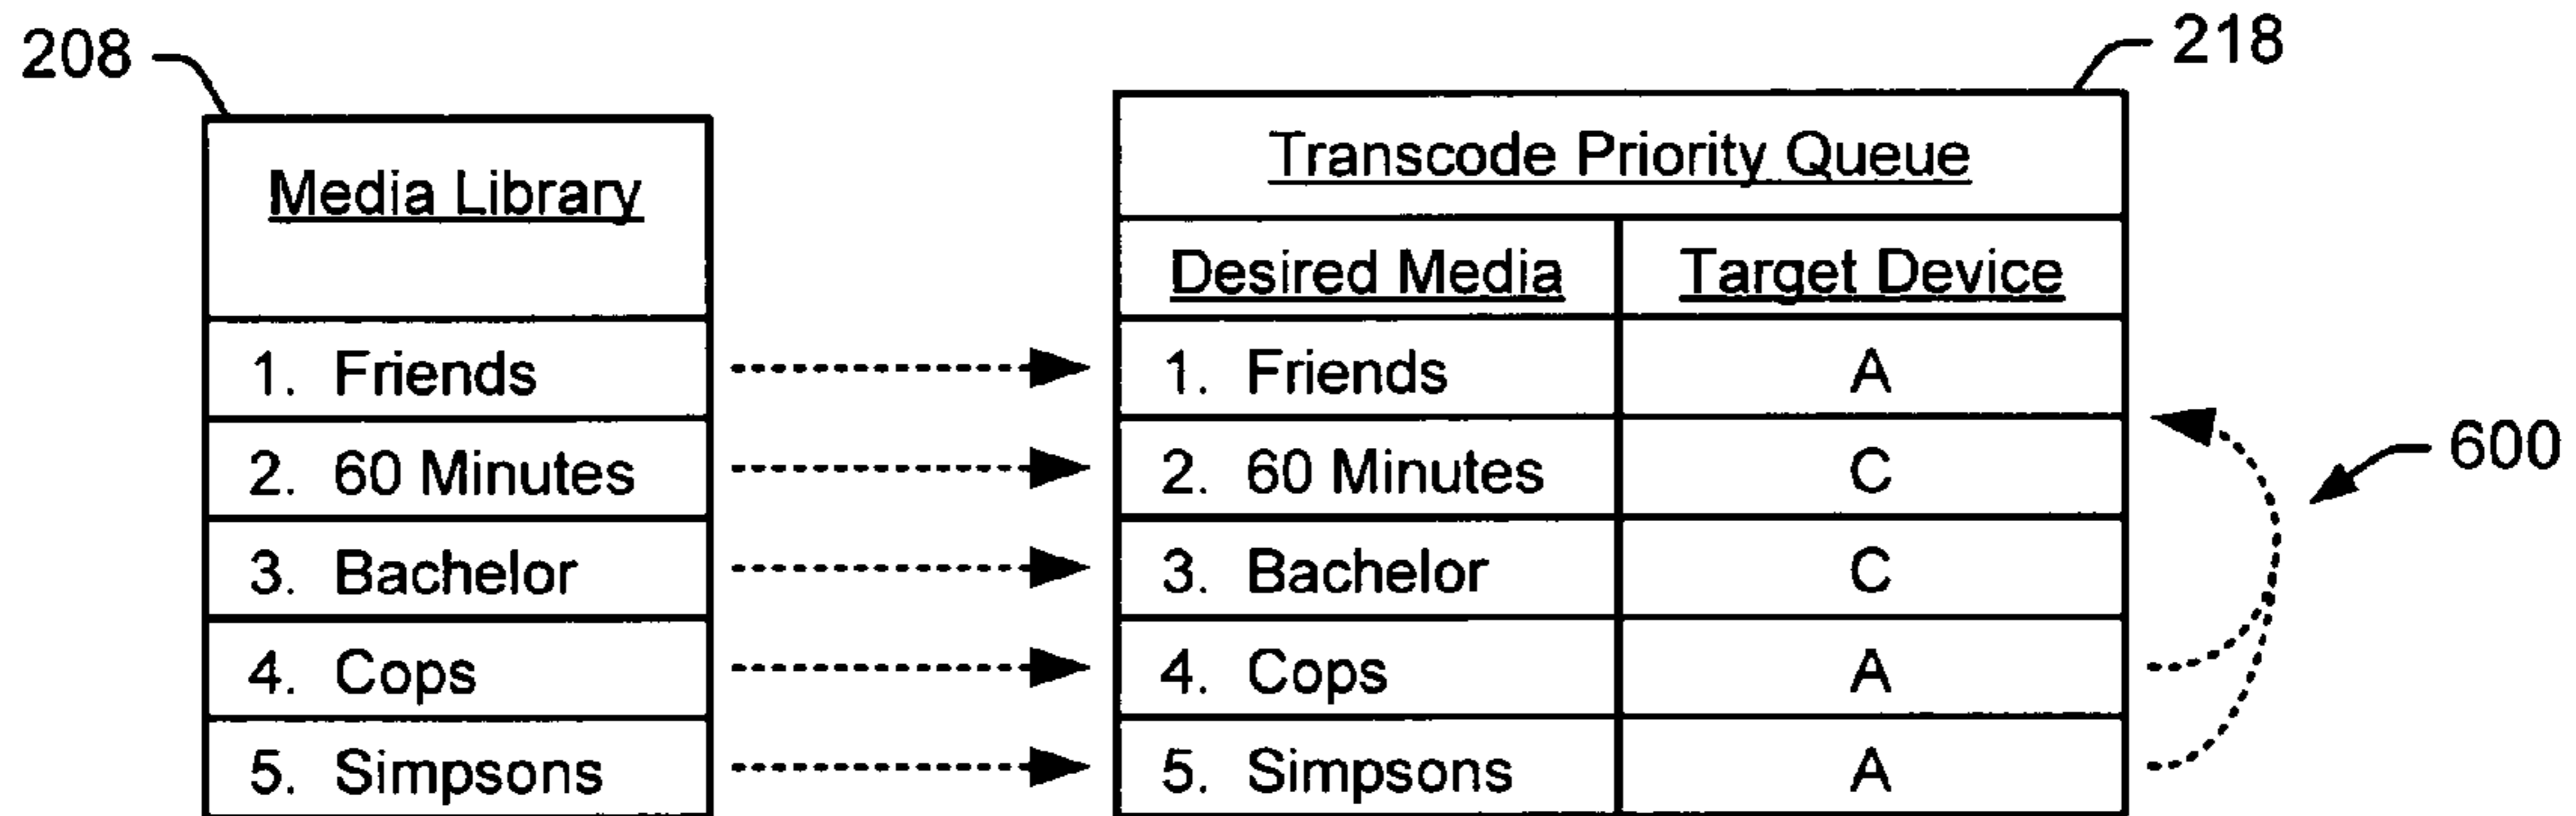 208
218
Media Library
Transcode Priority Queue
Desired Media Target Device
1. Friends
2. 60 Minutes
3. Bachelor
4. Cops
5. Simpsons
1. Friends A
2. 60 Minutes C
3. Bachelor C
4. Cops A
5. Simpsons A
600